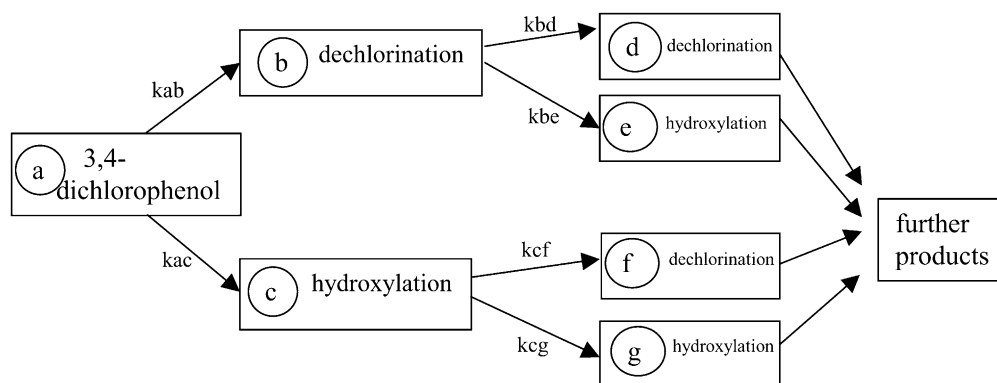 kab
kac
a
3,4-
dichlorophenol
b
dechlorination
c
hydroxylation
kbd
kbe
kcf
kcg
d
dechlorination
e
hydroxylation
f
dechlorination
g
hydroxylation
further
products